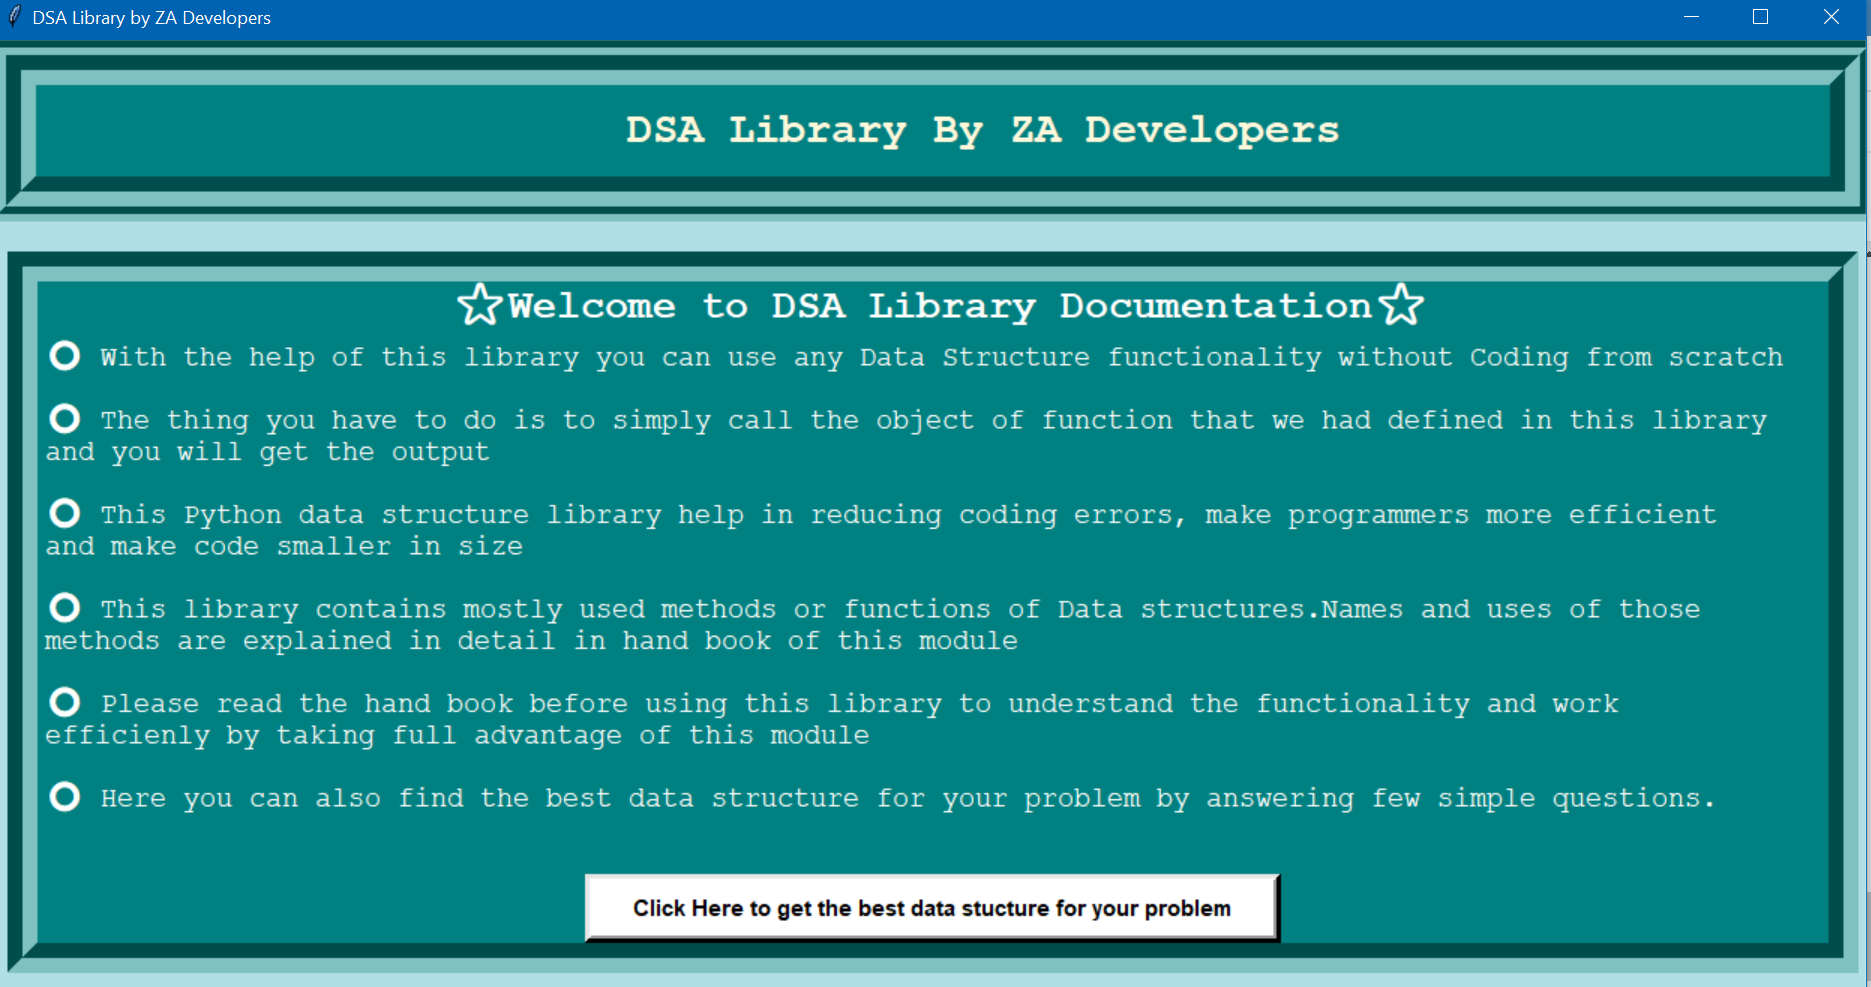 DSA Library by ZA Developers
DSA Library By ZA Developers
☆Welcome to DSA Library Documentation☆
⭘ With the help of this library you can use any Data Structure functionality without Coding from scratch
⭘ The thing you have to do is to simply call the object of function that we had defined in this library
and you will get the output
⭘ This Python data structure library help in reducing coding errors, make programmers more efficient
and make code smaller in size
⭘ This library contains mostly used methods or functions of Data structures.Names and uses of those
methods are explained in detail in hand book of this module
⭘ Please read the hand book before using this library to understand the functionality and work
efficienly by taking full advantage of this module
⭘ Here you can also find the best data structure for your problem by answering few simple questions.
Click Here to get the best data stucture for your problem